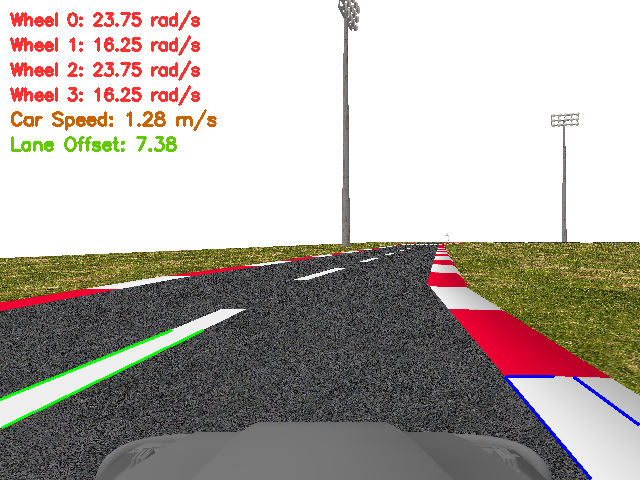 Wheel 0: 23.75 rad/s
Wheel 1: 16.25 rad/s
Wheel 2: 23.75 rad/s
Wheel 3: 16.25 rad/s
Car Speed: 1.28 m/s
Lane Offset: 7.38